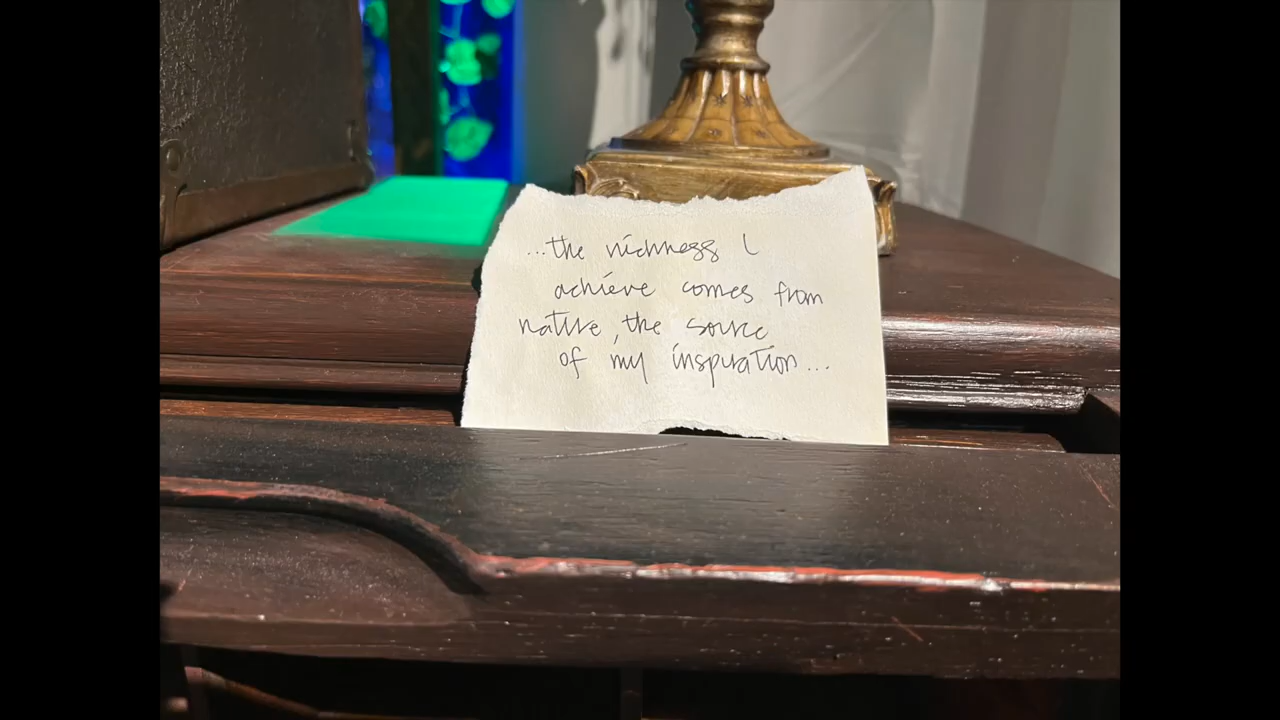 ...the richness I
achieve comes from
nature, the source
of my inspiration...